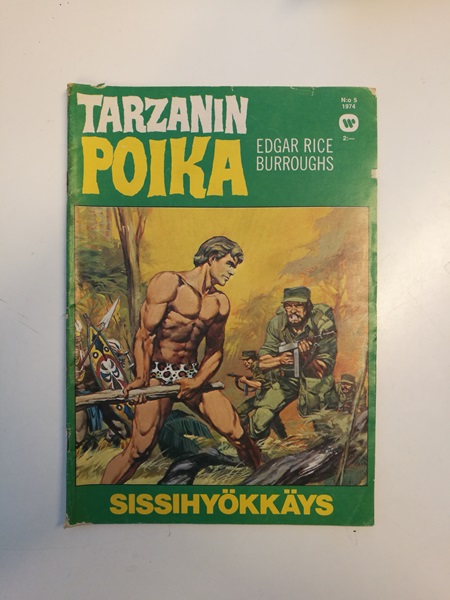 TARZANIN
POIKA
EDGAR RICE
BURROUGHS
N:o 5
1974
2:—
SISSIHYÖKKÄYS